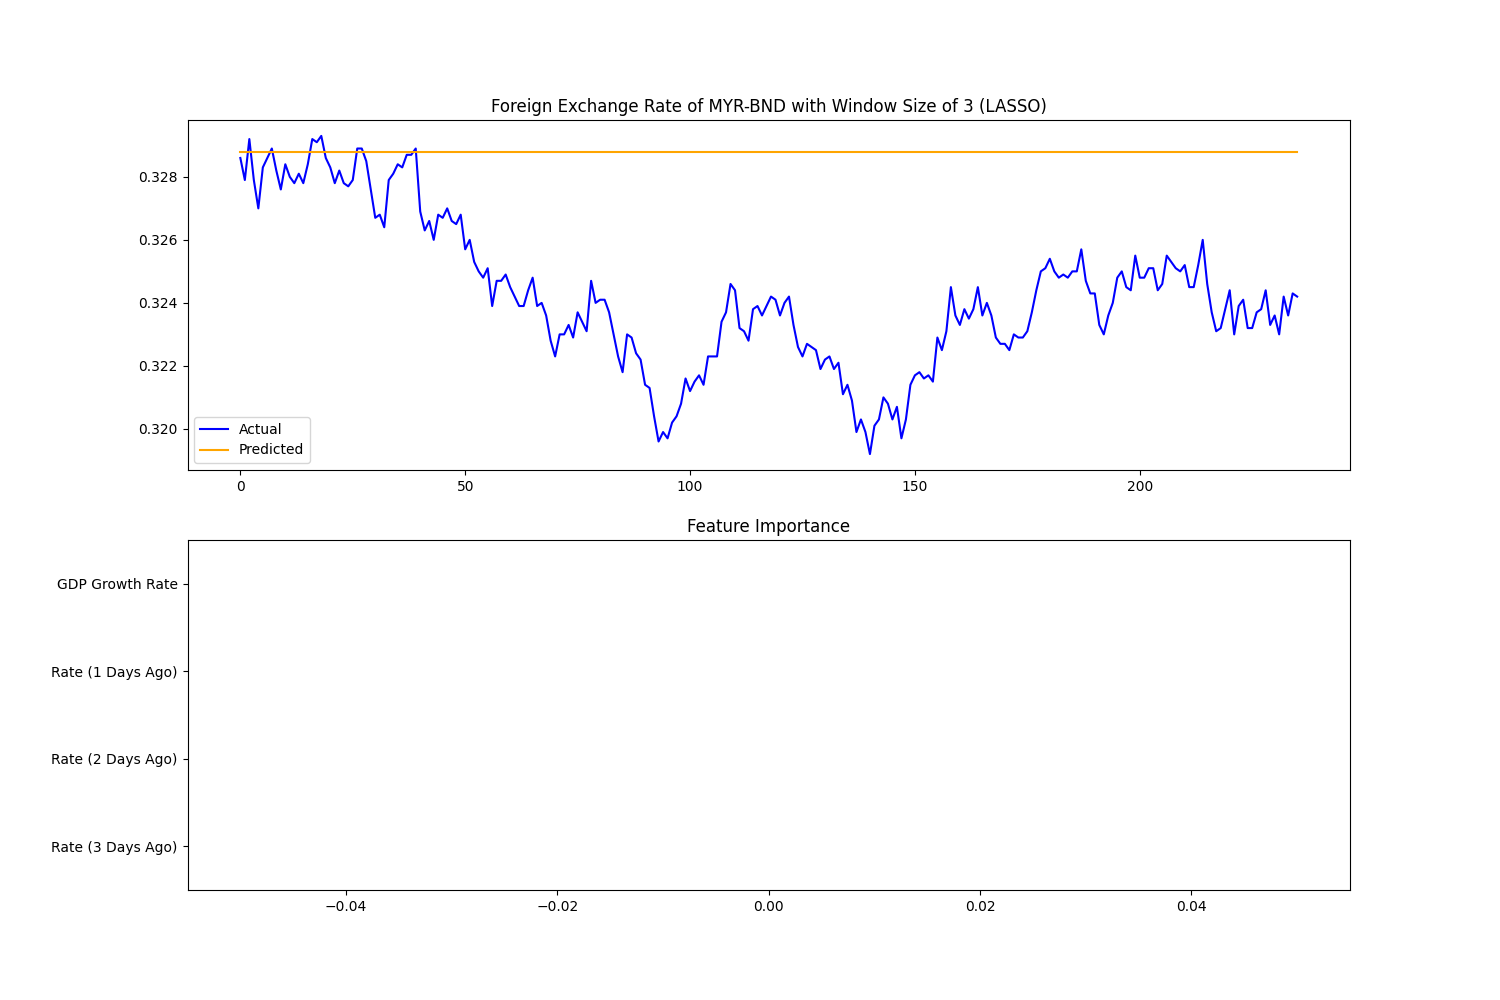 Foreign Exchange Rate of MYR-BND with Window Size of 3 (LASSO)
0.328
0.326
0.324
0.322
0.320
Actual
Predicted
0 50 100 150 200
Feature Importance
GDP Growth Rate
Rate (1 Days Ago)
Rate (2 Days Ago)
Rate (3 Days Ago)
−0.04 −0.02 0.00 0.02 0.04